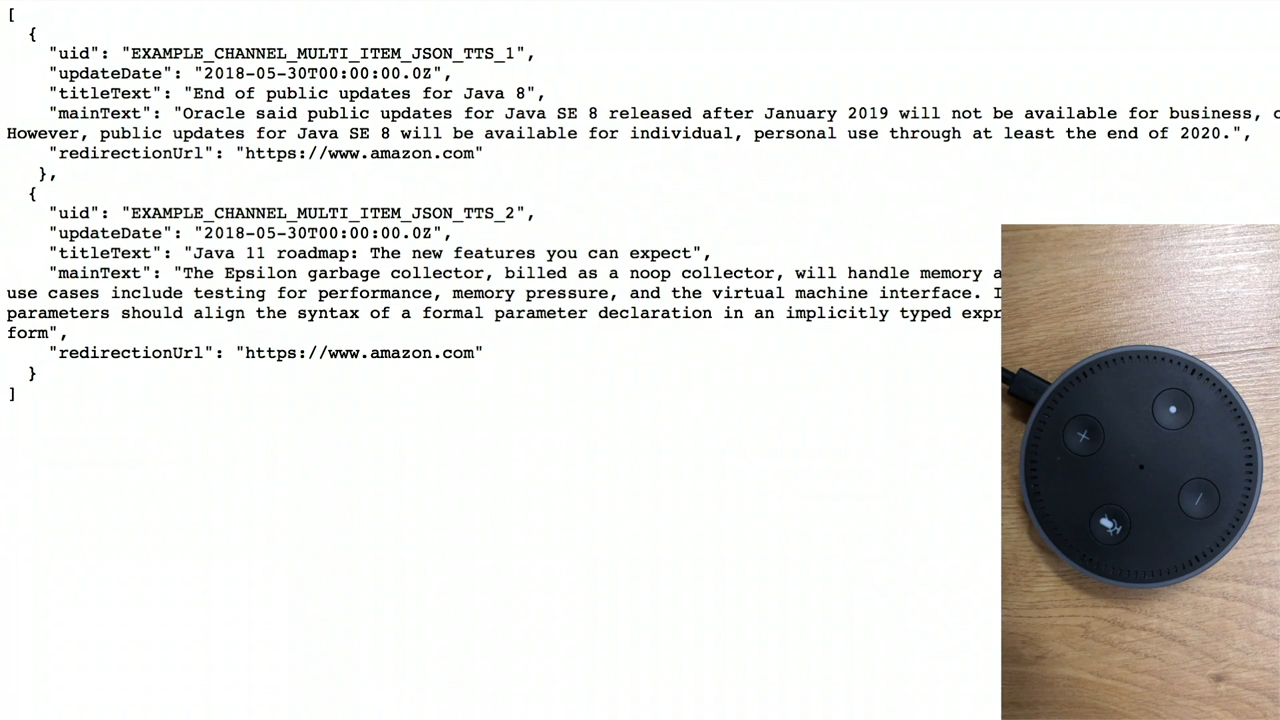 [
{
"uid": "EXAMPLE_CHANNEL_MULTI_ITEM_JSON_TTS_1",
"updateDate": "2018-05-30T00:00:00.0Z",
"titleText": "End of public updates for Java 8",
"mainText": "Oracle said public updates for Java SE 8 released after January 2019 will not be available for business,
However, public updates for Java SE 8 will be available for individual, personal use through at least the end of 2020.",
"redirectionUrl": "https://www.amazon.com"
},
{
"uid": "EXAMPLE_CHANNEL_MULTI_ITEM_JSON_TTS_2",
"updateDate": "2018-05-30T00:00:00.0Z",
"titleText": "Java 11 roadmap: The new features you can expect",
"mainText": "The Epsilon garbage collector, billed as a noop collector, will handle memory
use cases include testing for performance, memory pressure, and the virtual machine interface.
parameters should align the syntax of a formal parameter declaration in an implicitly typed
form",
"redirectionUrl": "https://www.amazon.com"
}
]